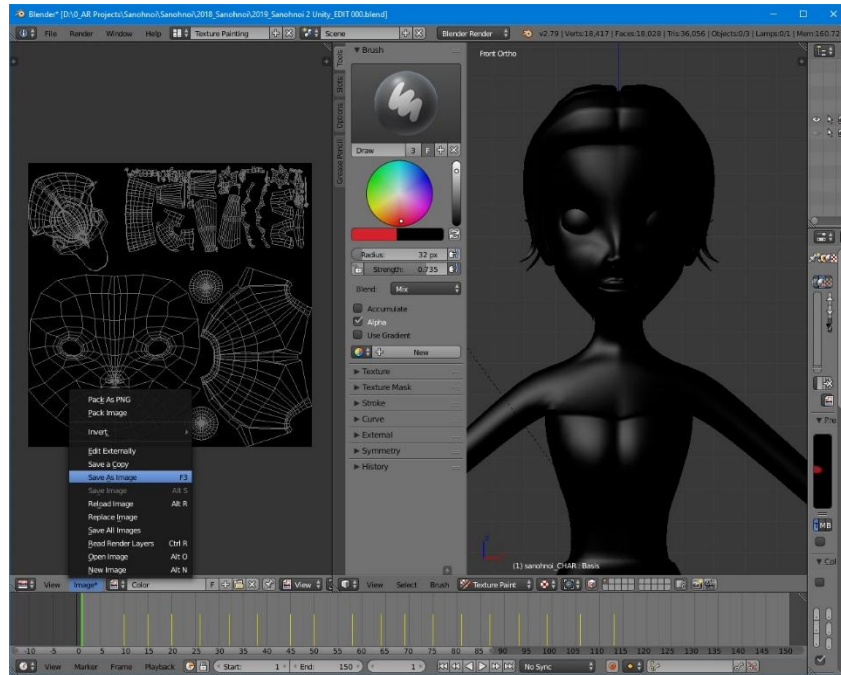 Blender* [D:\0_AR Projects\Sanohnoi\Sanohnoi\2018_Sanohnoi\2019_Sanohnoi 2 Unity_EDIT 000.blend]
File Render Window Help Texture Painting Scene Blender Render v2.79 | Verts:18,417 | Faces:18,028 | Tris:36,056 | Objects:0/3 | Lamps:0/1 | Mem:160.72
Tools
Slots
Options
Grease Pencil
Brush
Draw 3 F
Radius: 32 px
Strength: 0.735
Blend: Mix
Accumulate
Alpha
Use Gradient
New
Texture
Texture Mask
Stroke
Curve
External
Symmetry
History
Front Ortho
(1) sanohnoi_CHAR : Basis
Pack As PNG
Pack Image
Invert
Edit Externally
Save a Copy
Save As Image F3
Save Image Alt S
Reload Image Alt R
Replace Image
Save All Images
Read Render Layers Ctrl R
Open Image Alt O
New Image Alt N
View Image* Color F View
View Select Brush Texture Paint
-10 -5 0 5 10 15 20 25 30 35 40 45 50 55 60 65 70 75 80 85 90 95 100 105 110 115 120 125 130 135 140 145 150
View Marker Frame Playback Start: 1 End: 150 1 No Sync
Pre
MB
Col